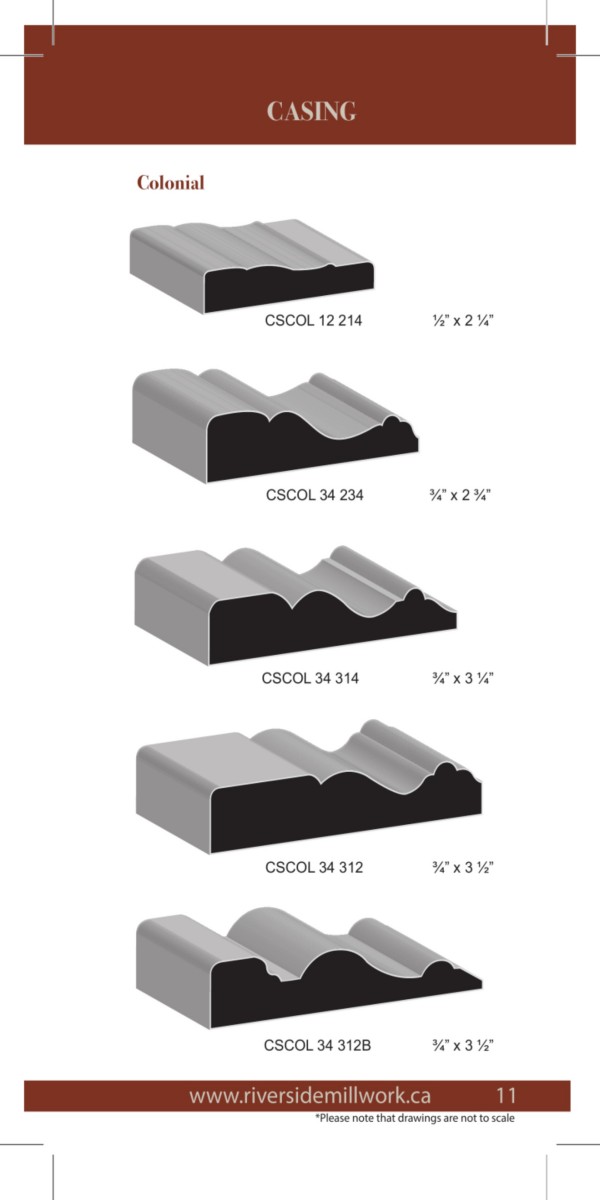 CASING
Colonial
CSCOL 12 214 ½” x 2 ¼”
CSCOL 34 234 ¾” x 2 ¾”
CSCOL 34 314 ¾” x 3 ¼”
CSCOL 34 312 ¾” x 3 ½”
CSCOL 34 312B ¾” x 3 ½”
www.riversidemillwork.ca 11
*Please note that drawings are not to scale